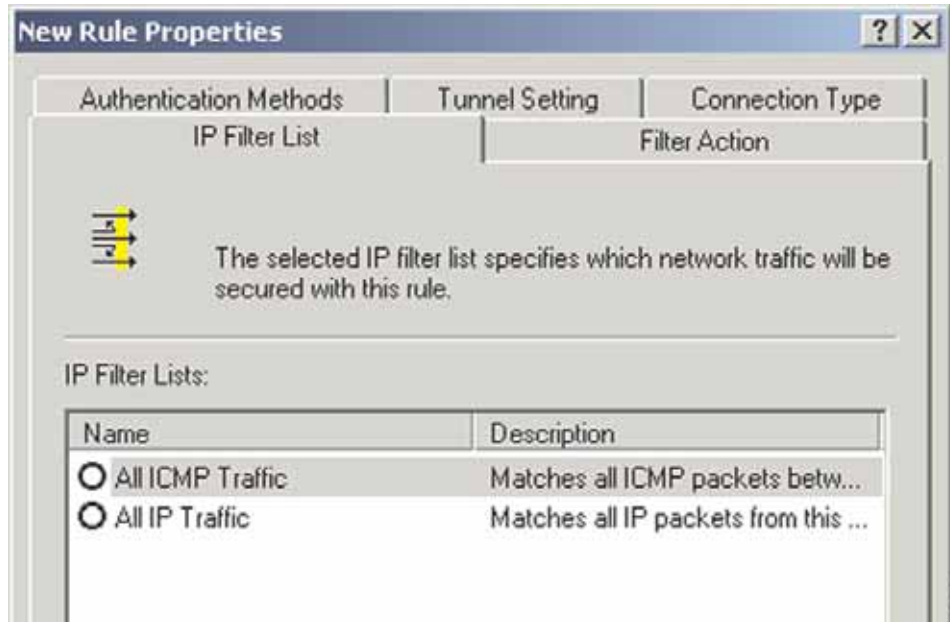 New Rule Properties
Authentication Methods Tunnel Setting Connection Type
IP Filter List Filter Action
The selected IP filter list specifies which network traffic will be
secured with this rule.
IP Filter Lists:
Name Description
All ICMP Traffic Matches all ICMP packets betw...
All IP Traffic Matches all IP packets from this ...